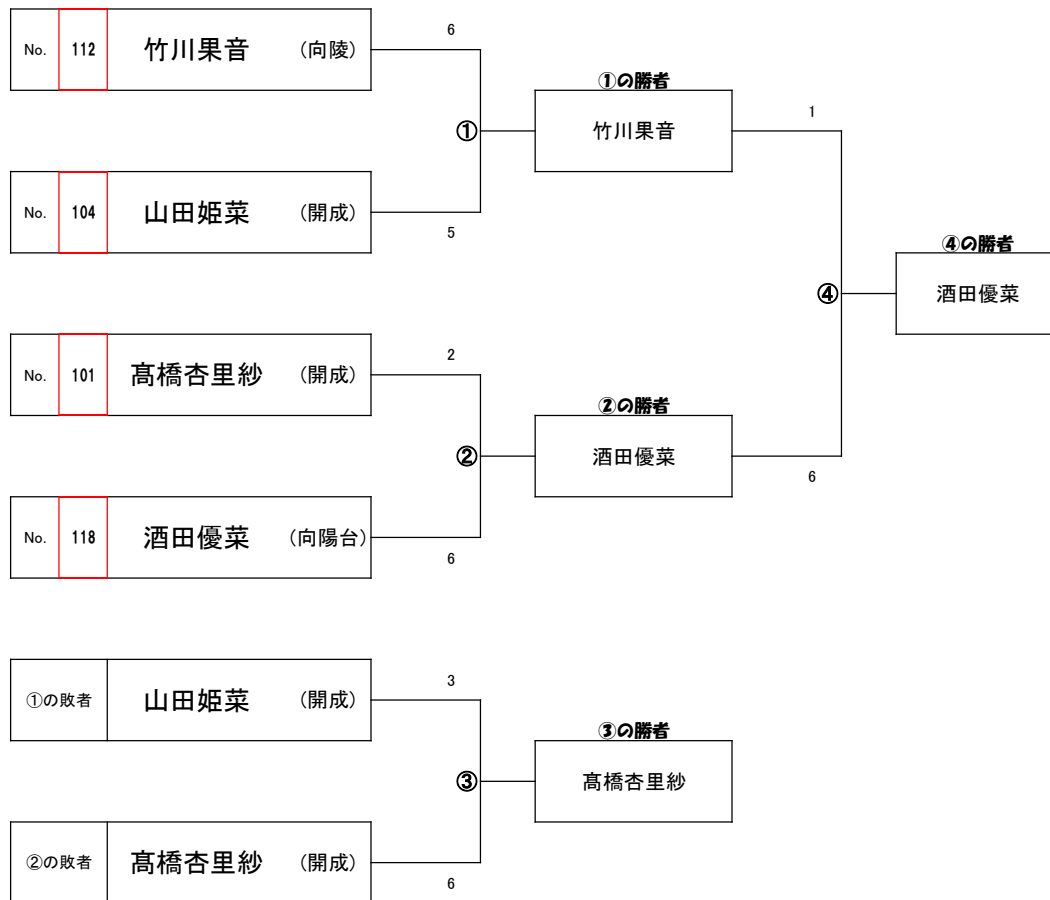 No. 112 竹川果音 (向陵)
6
①の勝者
竹川果音
1
①
No. 104 山田姫菜 (開成)
5
④の勝者
酒田優菜
④
No. 101 髙橋杏里紗 (開成)
2
②の勝者
酒田優菜
6
②
No. 118 酒田優菜 (向陽台)
6
①の敗者 山田姫菜 (開成)
3
③の勝者
髙橋杏里紗
③
②の敗者 髙橋杏里紗 (開成)
6